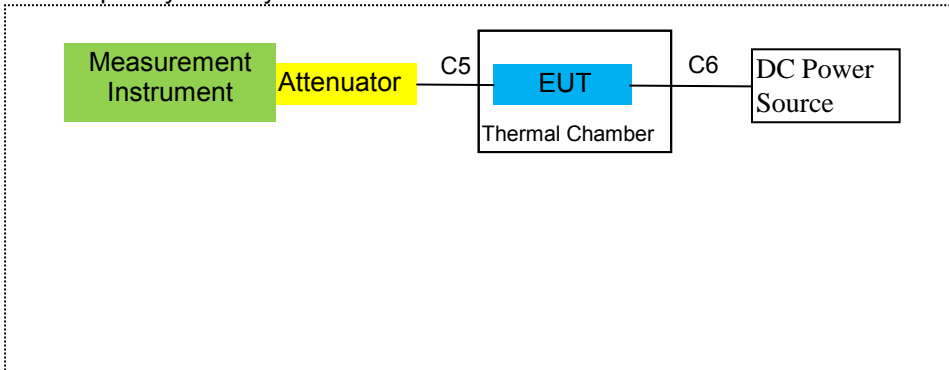 Measurement
Instrument
Attenuator
C5
EUT
Thermal Chamber
C6
DC Power
Source